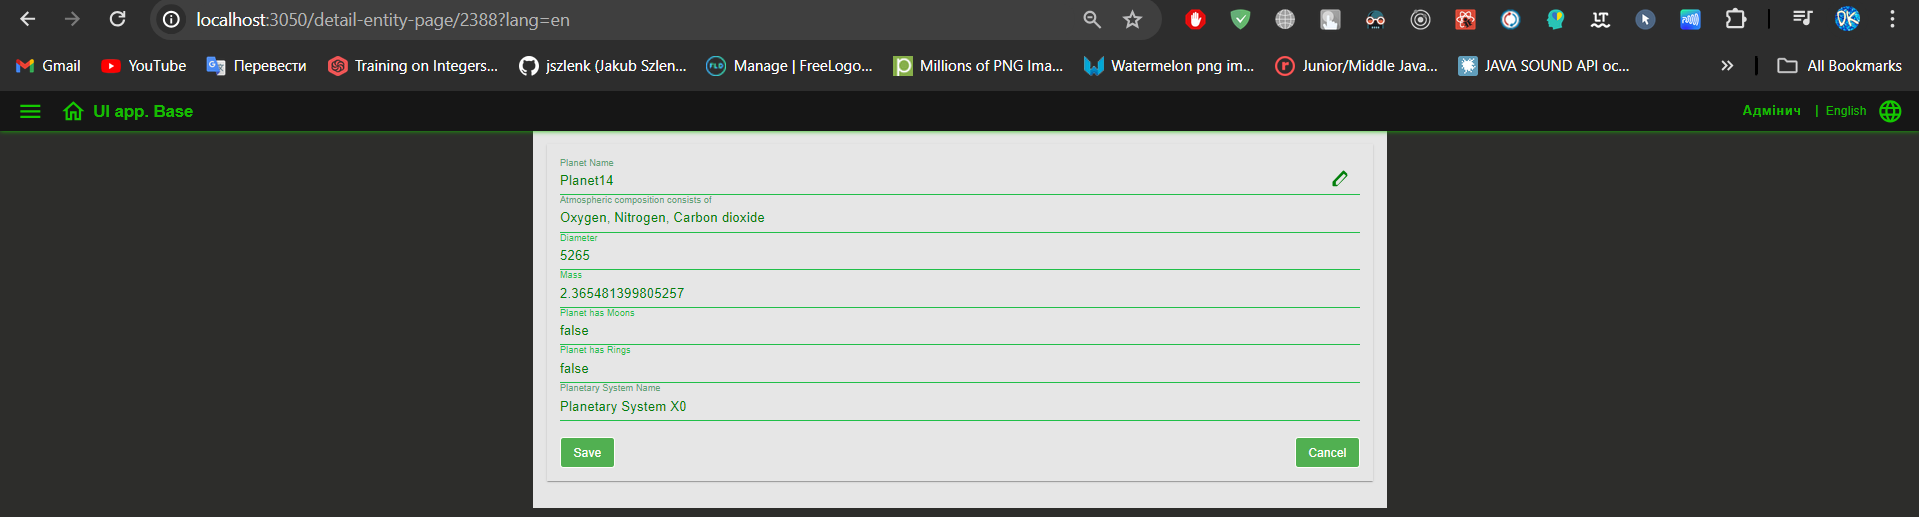 localhost:3050/detail-entity-page/2388?lang=en
Gmail YouTube Перевести Training on Integers... jszlenk (Jakub Szlen... Manage | FreeLogo... Millions of PNG Ima... Watermelon png im... Junior/Middle Java... JAVA SOUND API ос... All Bookmarks
UI app. Base Адмінич | English
Planet Name
Planet14
Atmospheric composition consists of
Oxygen, Nitrogen, Carbon dioxide
Diameter
5265
Mass
2.365481399805257
Planet has Moons
false
Planet has Rings
false
Planetary System Name
Planetary System X0
Save Cancel